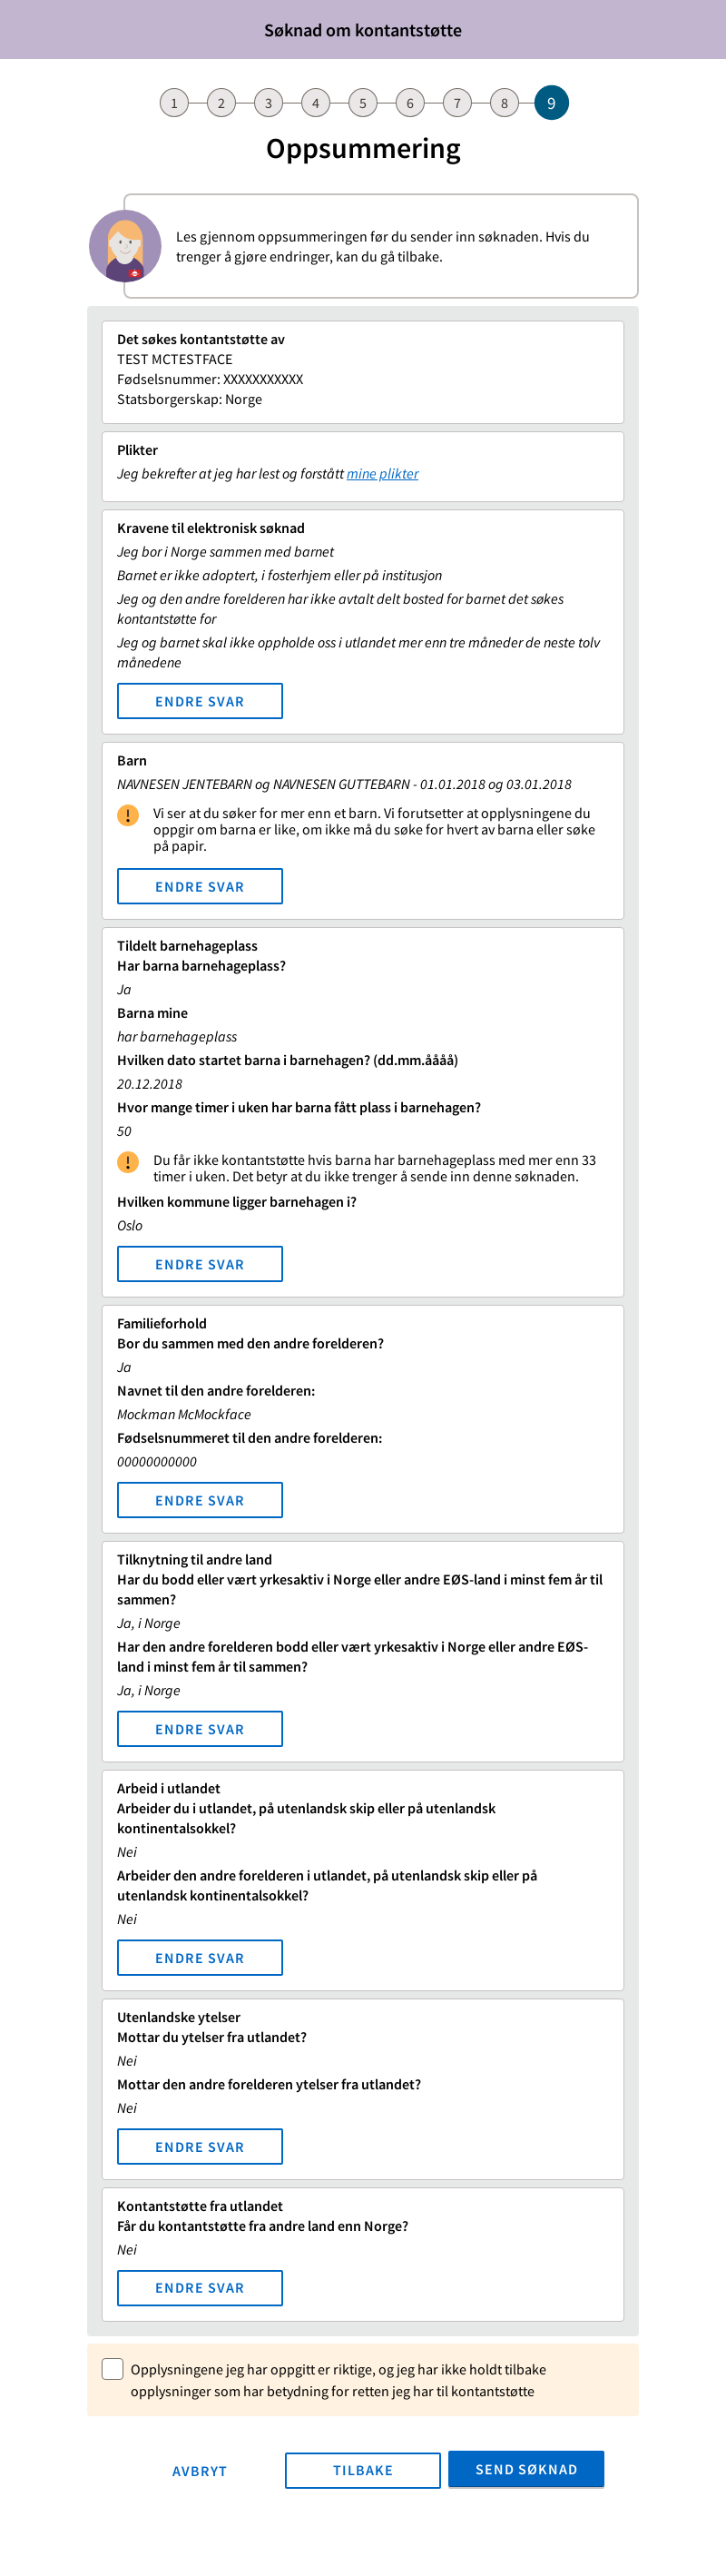 Søknad om kontantstøtte
1 2 3 4 5 6 7 8 9
Oppsummering
Les gjennom oppsummeringen før du sender inn søknaden. Hvis du
trenger å gjøre endringer, kan du gå tilbake.
Det søkes kontantstøtte av
TEST MCTESTFACE
Fødselsnummer: XXXXXXXXXXX
Statsborgerskap: Norge
Plikter
Jeg bekrefter at jeg har lest og forstått mine plikter
Kravene til elektronisk søknad
Jeg bor i Norge sammen med barnet
Barnet er ikke adoptert, i fosterhjem eller på institusjon
Jeg og den andre forelderen har ikke avtalt delt bosted for barnet det søkes
kontantstøtte for
Jeg og barnet skal ikke oppholde oss i utlandet mer enn tre måneder de neste tolv
månedene
ENDRE SVAR
Barn
NAVNESEN JENTEBARN og NAVNESEN GUTTEBARN - 01.01.2018 og 03.01.2018
Vi ser at du søker for mer enn et barn. Vi forutsetter at opplysningene du
oppgir om barna er like, om ikke må du søke for hvert av barna eller søke
på papir.
ENDRE SVAR
Tildelt barnehageplass
Har barna barnehageplass?
Ja
Barna mine
har barnehageplass
Hvilken dato startet barna i barnehagen? (dd.mm.åååå)
20.12.2018
Hvor mange timer i uken har barna fått plass i barnehagen?
50
Du får ikke kontantstøtte hvis barna har barnehageplass med mer enn 33
timer i uken. Det betyr at du ikke trenger å sende inn denne søknaden.
Hvilken kommune ligger barnehagen i?
Oslo
ENDRE SVAR
Familieforhold
Bor du sammen med den andre forelderen?
Ja
Navnet til den andre forelderen:
Mockman McMockface
Fødselsnummeret til den andre forelderen:
00000000000
ENDRE SVAR
Tilknytning til andre land
Har du bodd eller vært yrkesaktiv i Norge eller andre EØS-land i minst fem år til
sammen?
Ja, i Norge
Har den andre forelderen bodd eller vært yrkesaktiv i Norge eller andre EØS-
land i minst fem år til sammen?
Ja, i Norge
ENDRE SVAR
Arbeid i utlandet
Arbeider du i utlandet, på utenlandsk skip eller på utenlandsk
kontinentalsokkel?
Nei
Arbeider den andre forelderen i utlandet, på utenlandsk skip eller på
utenlandsk kontinentalsokkel?
Nei
ENDRE SVAR
Utenlandske ytelser
Mottar du ytelser fra utlandet?
Nei
Mottar den andre forelderen ytelser fra utlandet?
Nei
ENDRE SVAR
Kontantstøtte fra utlandet
Får du kontantstøtte fra andre land enn Norge?
Nei
ENDRE SVAR
Opplysningene jeg har oppgitt er riktige, og jeg har ikke holdt tilbake
opplysninger som har betydning for retten jeg har til kontantstøtte
AVBRYT TILBAKE SEND SØKNAD